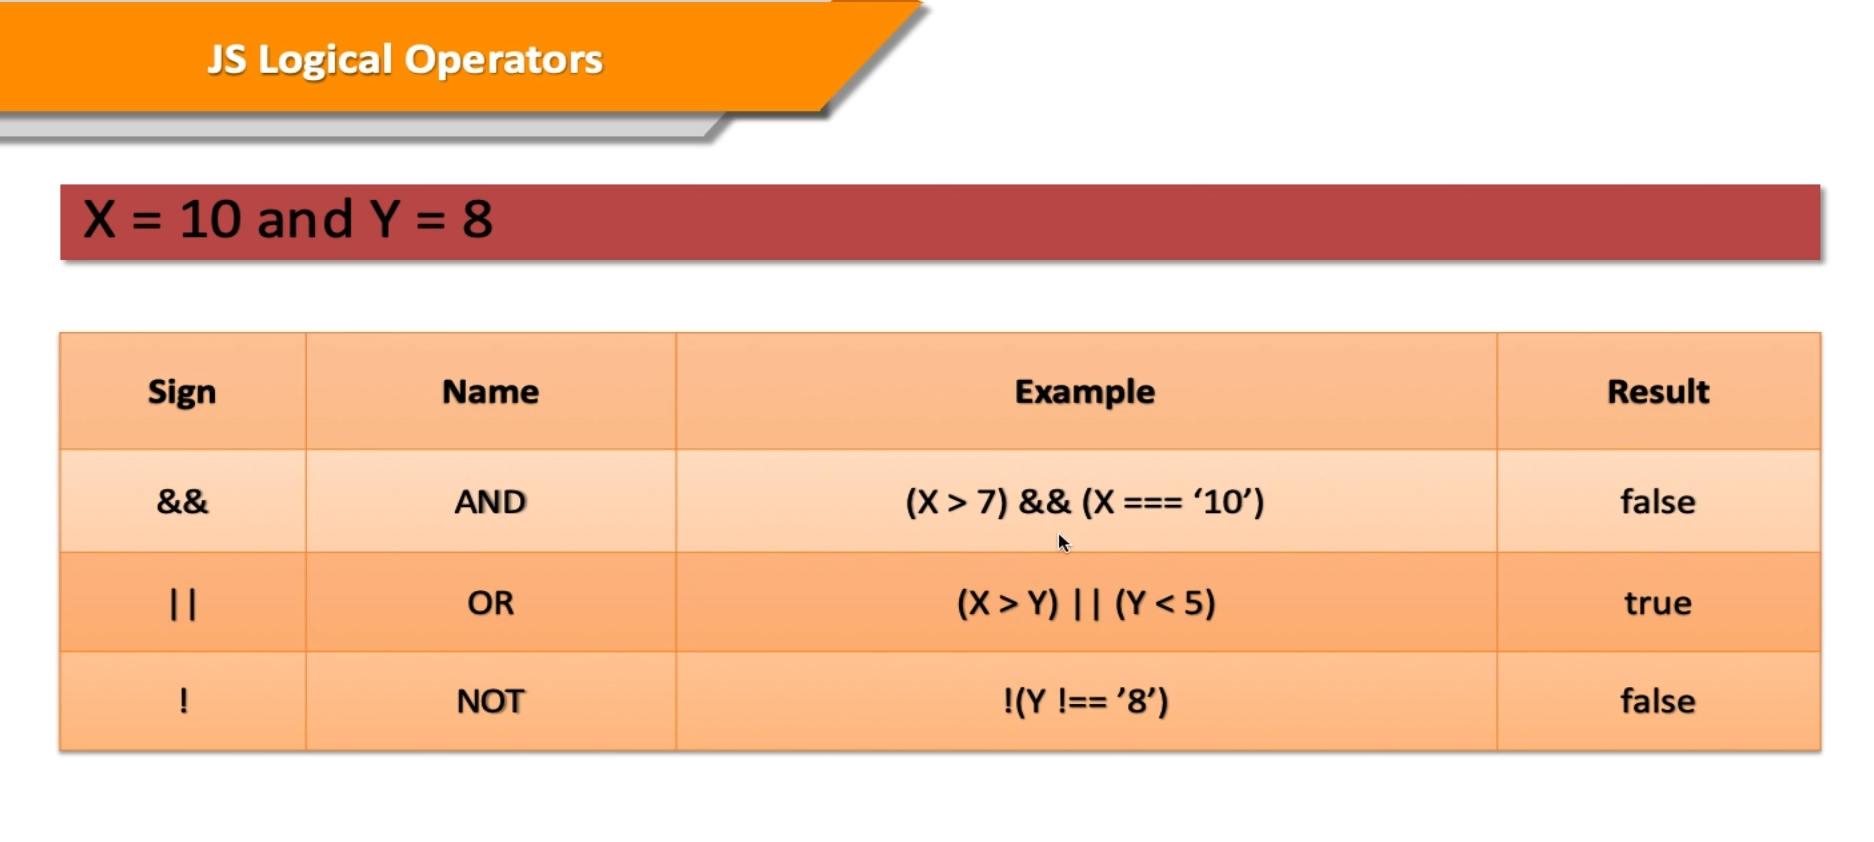 JS Logical Operators
X = 10 and Y = 8
Sign Name Example Result
&& AND (X > 7) && (X === ‘10’) false
|| OR (X > Y) || (Y < 5) true
! NOT !(Y !== ’8’) false